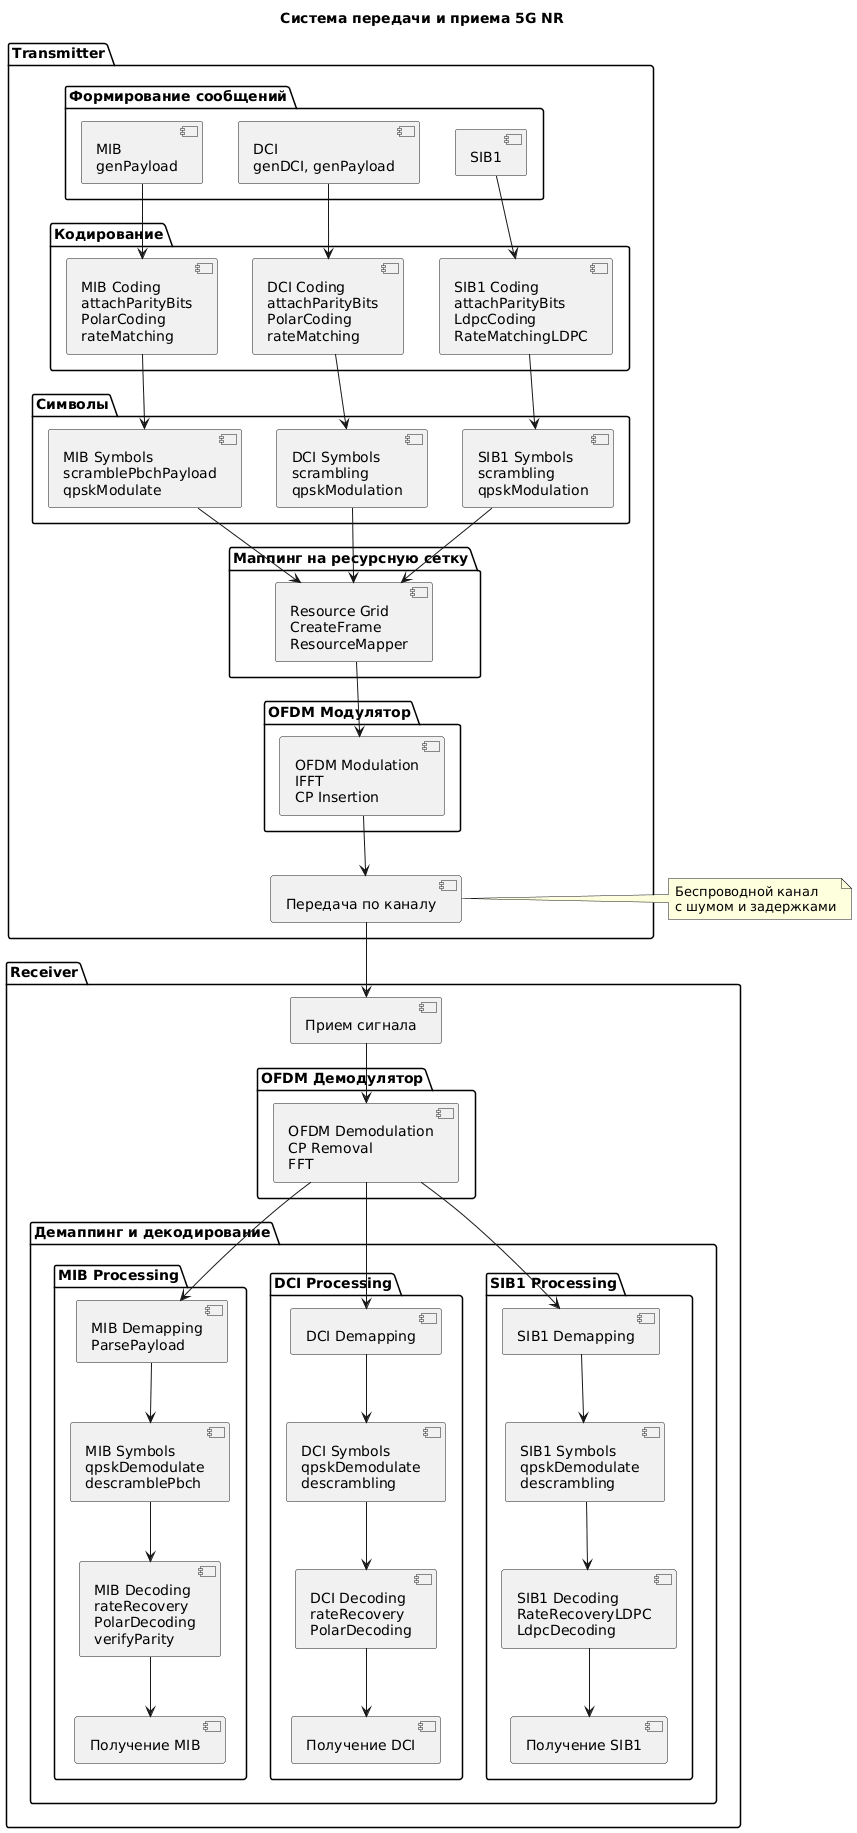 Система передачи и приема 5G NR
Transmitter
Формирование сообщений
MIB
genPayload
DCI
genDCI, genPayload
SIB1
Кодирование
MIB Coding
attachParityBits
PolarCoding
rateMatching
DCI Coding
attachParityBits
PolarCoding
rateMatching
SIB1 Coding
attachParityBits
LdpcCoding
RateMatchingLDPC
Символы
MIB Symbols
scramblePbchPayload
qpskModulate
DCI Symbols
scrambling
qpskModulation
SIB1 Symbols
scrambling
qpskModulation
Маппинг на ресурсную сетку
Resource Grid
CreateFrame
ResourceMapper
OFDM Модулятор
OFDM Modulation
IFFT
CP Insertion
Передача по каналу
Беспроводной канал
с шумом и задержками
Receiver
Прием сигнала
OFDM Демодулятор
OFDM Demodulation
CP Removal
FFT
Демаппинг и декодирование
MIB Processing
MIB Demapping
ParsePayload
MIB Symbols
qpskDemodulate
descramblePbch
MIB Decoding
rateRecovery
PolarDecoding
verifyParity
Получение MIB
DCI Processing
DCI Demapping
DCI Symbols
qpskDemodulate
descrambling
DCI Decoding
rateRecovery
PolarDecoding
Получение DCI
SIB1 Processing
SIB1 Demapping
SIB1 Symbols
qpskDemodulate
descrambling
SIB1 Decoding
RateRecoveryLDPC
LdpcDecoding
Получение SIB1